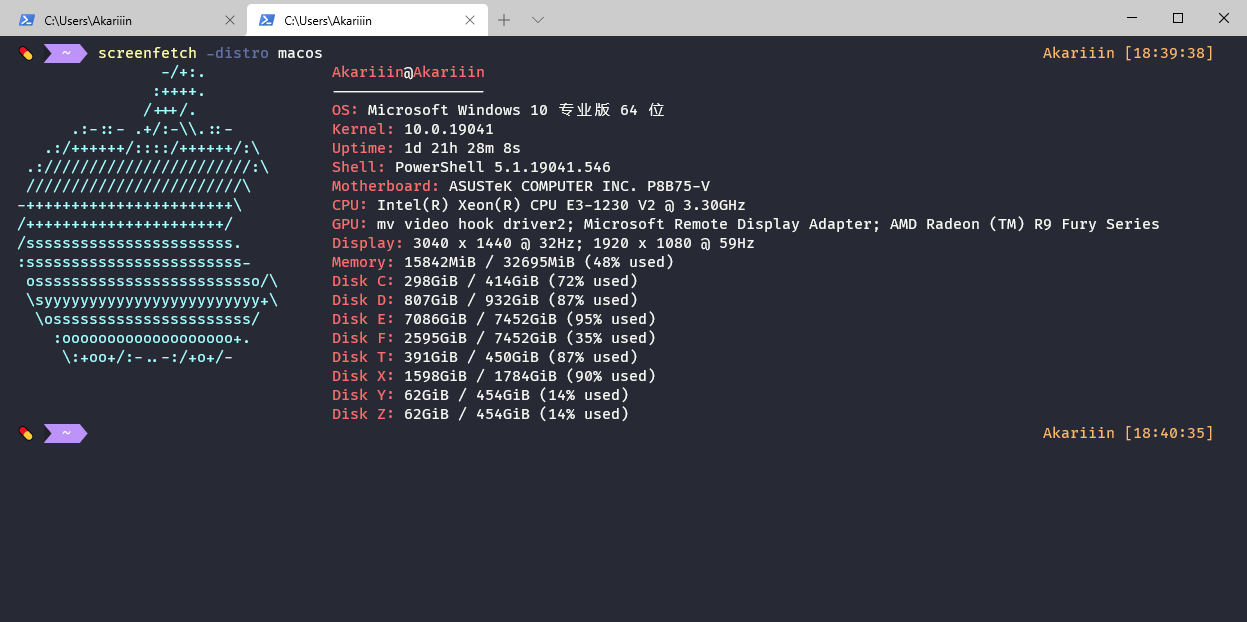 C:\Users\Akariiin C:\Users\Akariiin
~ screenfetch -distro macos Akariiin [18:39:38]
                -/+:.             Akariiin@Akariiin
               :++++.             -----------------
              /+++/.              OS: Microsoft Windows 10 专业版 64 位
      .:-::- .+/:-\\.::-          Kernel: 10.0.19041
   .:/++++++/::::/++++++/:\       Uptime: 1d 21h 28m 8s
 .:///////////////////////:\      Shell: PowerShell 5.1.19041.546
 ////////////////////////\        Motherboard: ASUSTeK COMPUTER INC. P8B75-V
-+++++++++++++++++++++++\         CPU: Intel(R) Xeon(R) CPU E3-1230 V2 @ 3.30GHz
/++++++++++++++++++++++/          GPU: mv video hook driver2; Microsoft Remote Display Adapter; AMD Radeon (TM) R9 Fury Series
/sssssssssssssssssssssss.         Display: 3040 x 1440 @ 32Hz; 1920 x 1080 @ 59Hz
:ssssssssssssssssssssssss-        Memory: 15842MiB / 32695MiB (48% used)
 osssssssssssssssssssssssso/\     Disk C: 298GiB / 414GiB (72% used)
 \syyyyyyyyyyyyyyyyyyyyyyyy+\     Disk D: 807GiB / 932GiB (87% used)
  \ossssssssssssssssssssss/       Disk E: 7086GiB / 7452GiB (95% used)
    :ooooooooooooooooooo+.        Disk F: 2595GiB / 7452GiB (35% used)
     \:+oo+/:-..-:/+o+/-          Disk T: 391GiB / 450GiB (87% used)
                                  Disk X: 1598GiB / 1784GiB (90% used)
                                  Disk Y: 62GiB / 454GiB (14% used)
                                  Disk Z: 62GiB / 454GiB (14% used)
~ Akariiin [18:40:35]